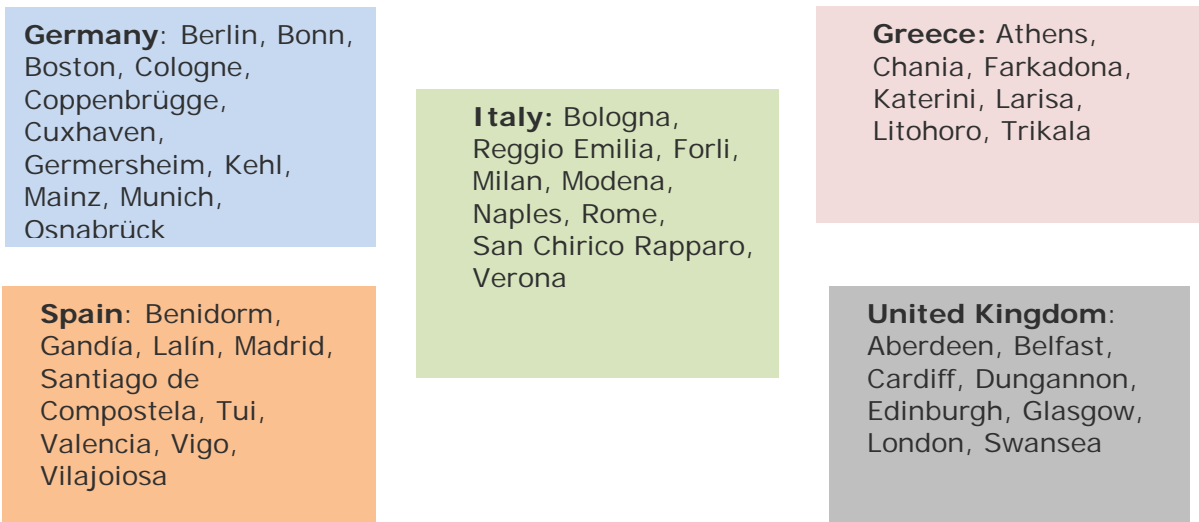 Germany: Berlin, Bonn,
Boston, Cologne,
Coppenbrügge,
Cuxhaven,
Germersheim, Kehl,
Mainz, Munich,
Osnabrück
Italy: Bologna,
Reggio Emilia, Forli,
Milan, Modena,
Naples, Rome,
San Chirico Rapparo,
Verona
Greece: Athens,
Chania, Farkadona,
Katerini, Larisa,
Litohoro, Trikala
Spain: Benidorm,
Gandía, Lalín, Madrid,
Santiago de
Compostela, Tui,
Valencia, Vigo,
Vilajoiosa
United Kingdom:
Aberdeen, Belfast,
Cardiff, Dungannon,
Edinburgh, Glasgow,
London, Swansea